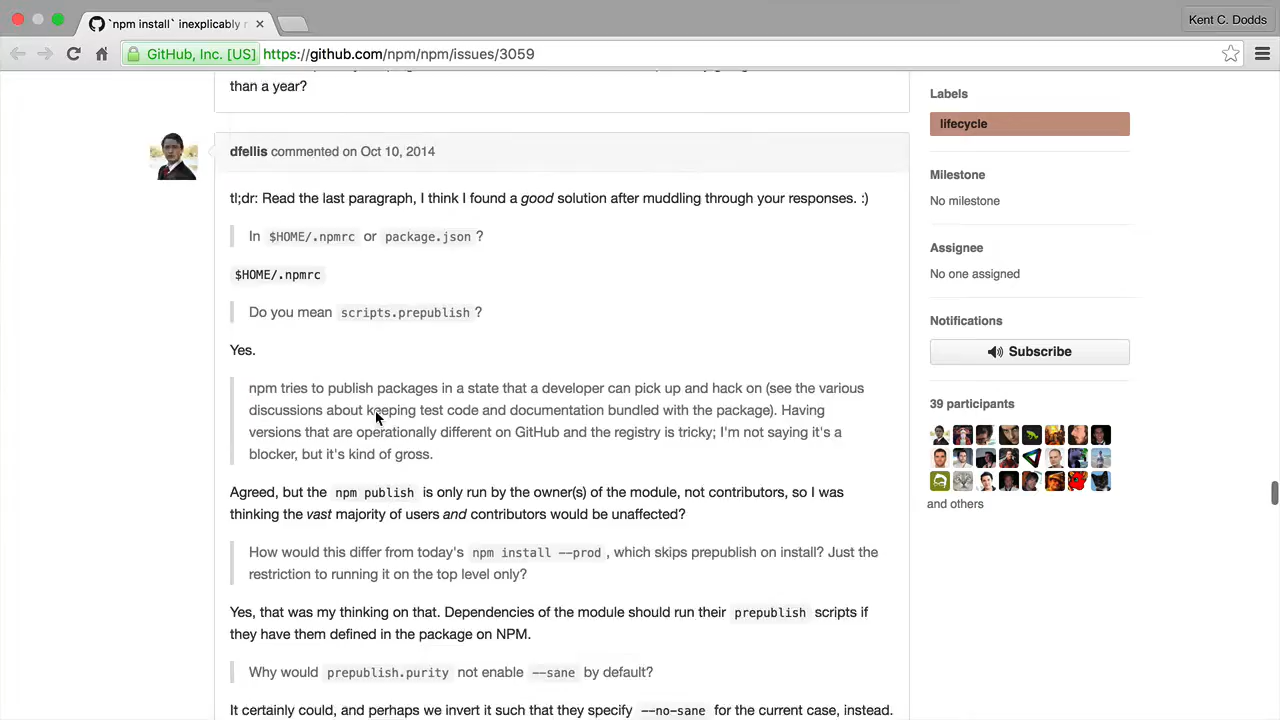 `npm install` inexplicably r
Kent C. Dodds
GitHub, Inc. [US] https://github.com/npm/npm/issues/3059
than a year?
dfellis commented on Oct 10, 2014
tl;dr: Read the last paragraph, I think I found a good solution after muddling through your responses. :)
In $HOME/.npmrc or package.json ?
$HOME/.npmrc
Do you mean scripts.prepublish ?
Yes.
npm tries to publish packages in a state that a developer can pick up and hack on (see the various
discussions about keeping test code and documentation bundled with the package). Having
versions that are operationally different on GitHub and the registry is tricky; I'm not saying it's a
blocker, but it's kind of gross.
Agreed, but the npm publish is only run by the owner(s) of the module, not contributors, so I was
thinking the vast majority of users and contributors would be unaffected?
How would this differ from today's npm install --prod , which skips prepublish on install? Just the
restriction to running it on the top level only?
Yes, that was my thinking on that. Dependencies of the module should run their prepublish scripts if
they have them defined in the package on NPM.
Why would prepublish.purity not enable --sane by default?
It certainly could, and perhaps we invert it such that they specify --no-sane for the current case, instead.
Labels
lifecycle
Milestone
No milestone
Assignee
No one assigned
Notifications
Subscribe
39 participants
and others